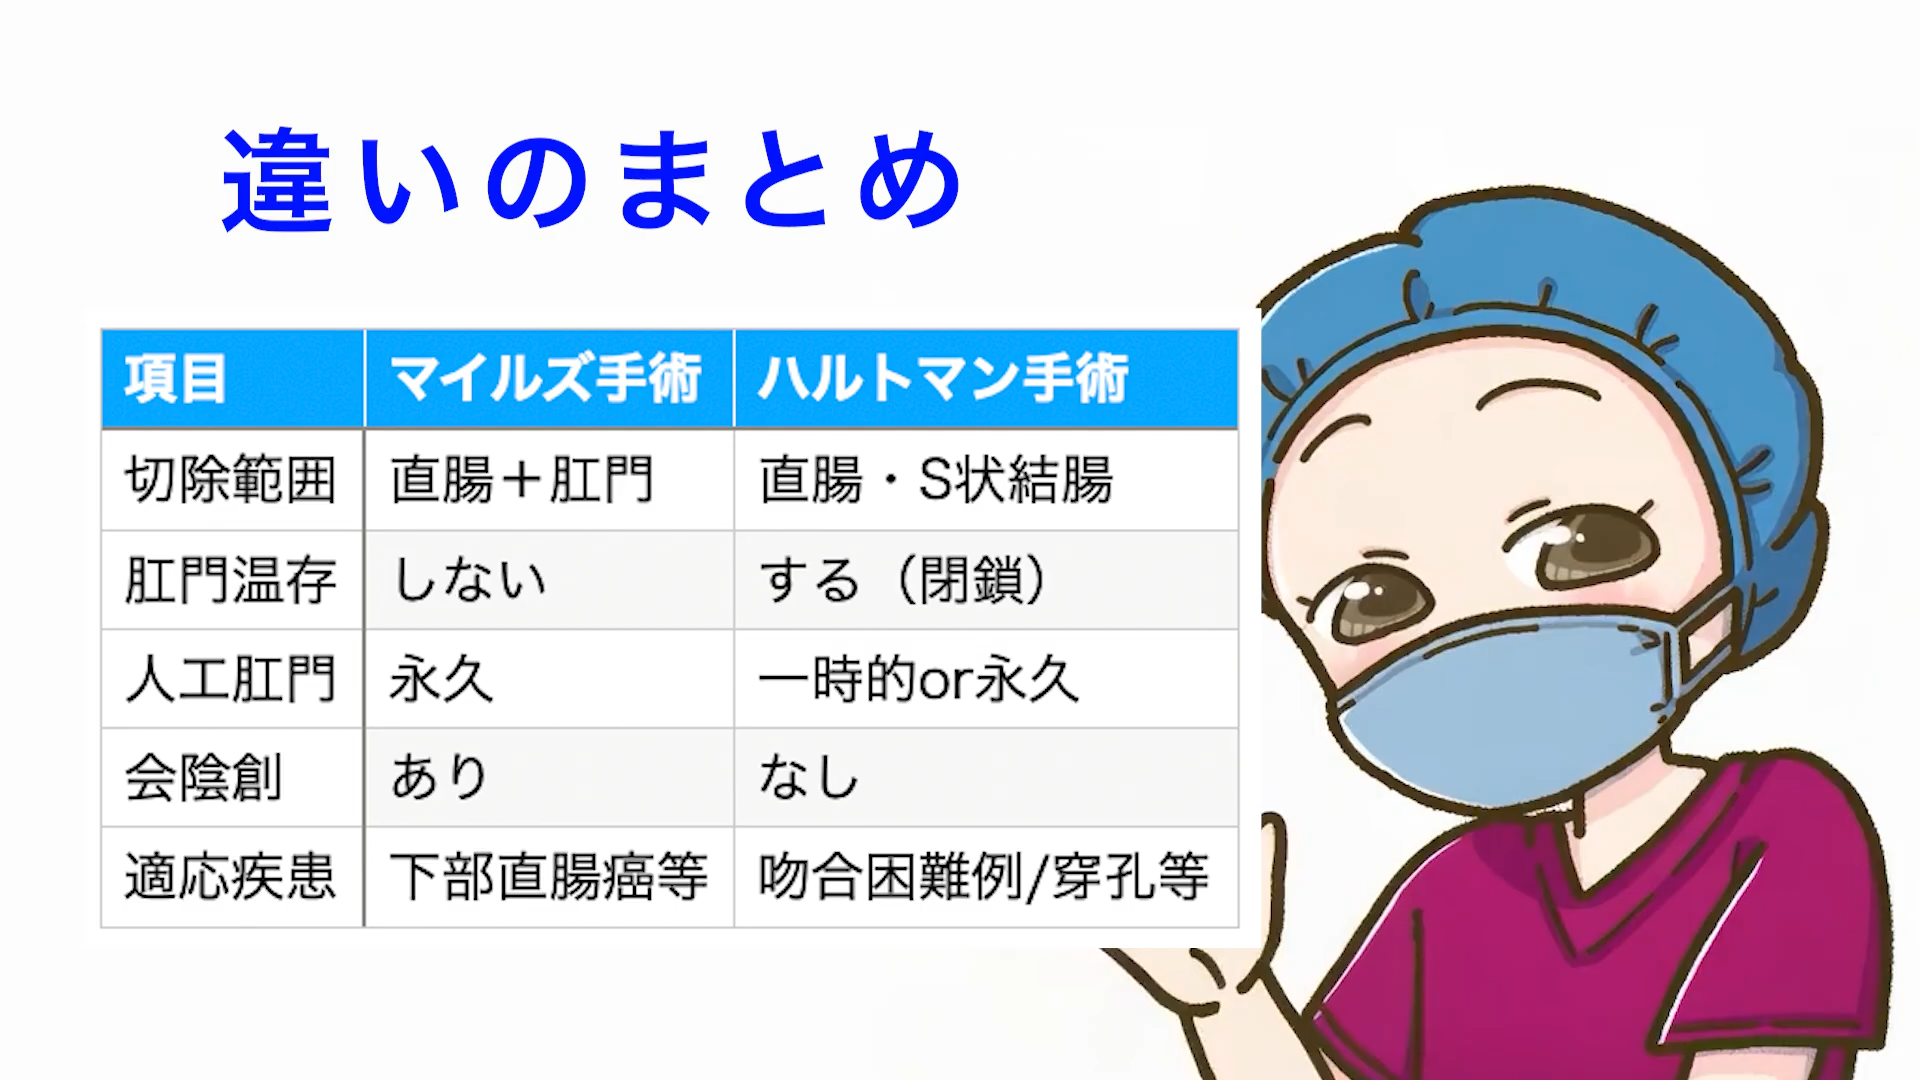 違いのまとめ
項目 マイルズ手術 ハルトマン手術
切除範囲 直腸＋肛門 直腸・S状結腸
肛門温存 しない する（閉鎖）
人工肛門 永久 一時的or永久
会陰創 あり なし
適応疾患 下部直腸癌等 吻合困難例/穿孔等